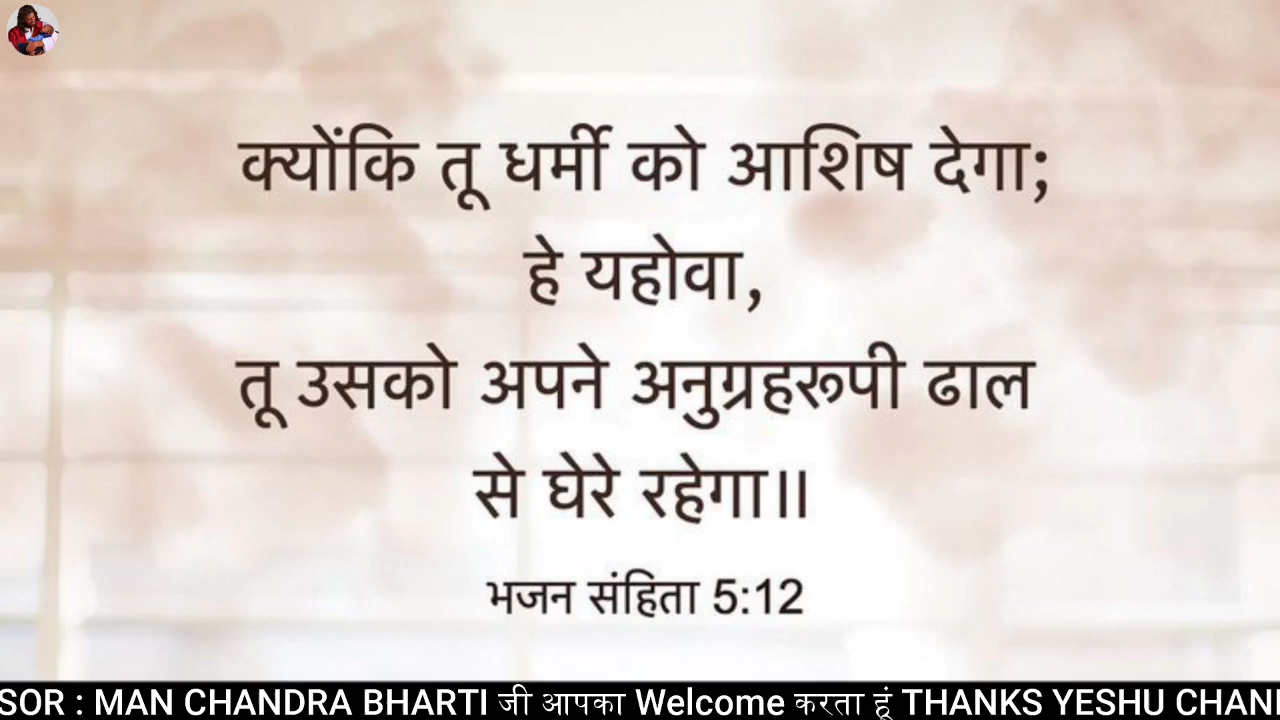 क्योंकि तू धर्मी को आशिष देगा;
हे यहोवा,
तू उसको अपने अनुग्रहरूपी ढाल
से घेरे रहेगा॥
भजन संहिता 5:12
SOR : MAN CHANDRA BHARTI जी आपका Welcome करता हूं THANKS YESHU CHAN